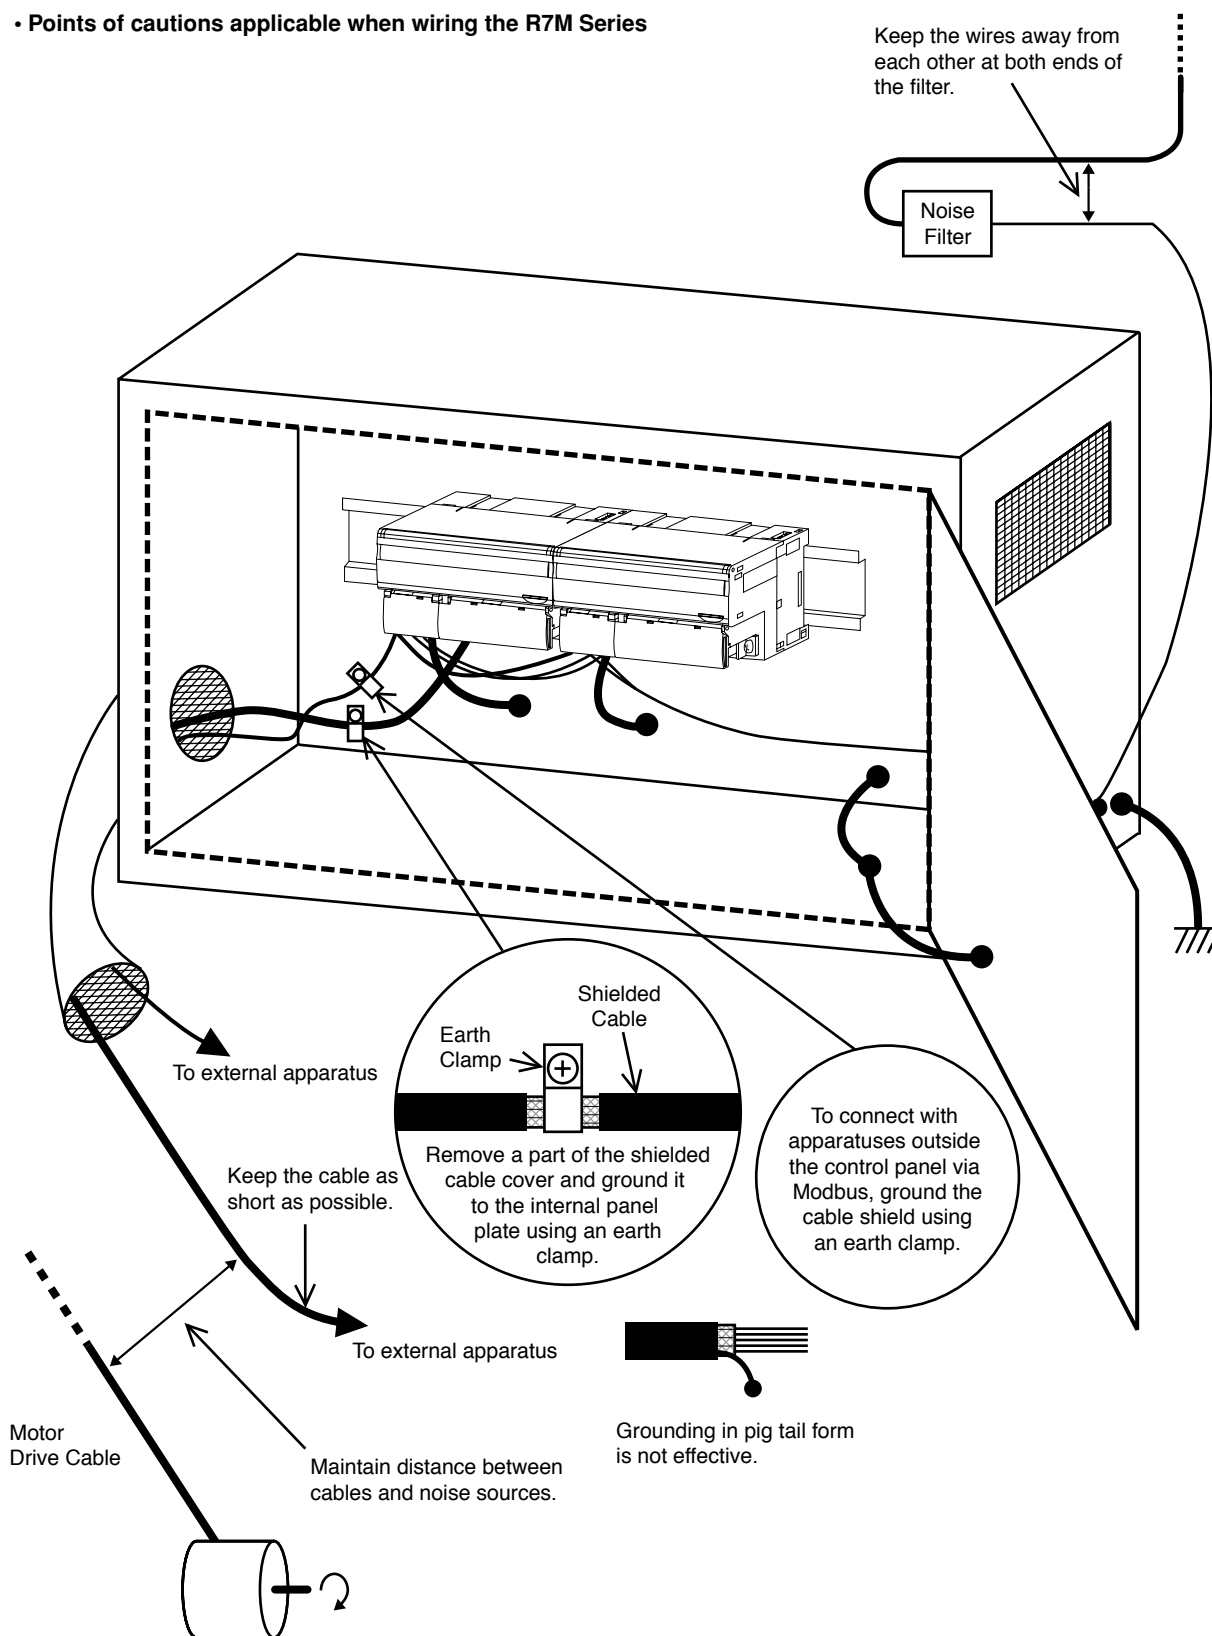 • Points of cautions applicable when wiring the R7M Series
Keep the wires away from
each other at both ends of
the filter.
Noise
Filter
Shielded
Cable
Earth
Clamp
To external apparatus
Remove a part of the shielded
cable cover and ground it
to the internal panel
plate using an earth
clamp.
To connect with
apparatuses outside
the control panel via
Modbus, ground the
cable shield using
an earth clamp.
Keep the cable as
short as possible.
To external apparatus
Motor
Drive Cable
Grounding in pig tail form
is not effective.
Maintain distance between
cables and noise sources.